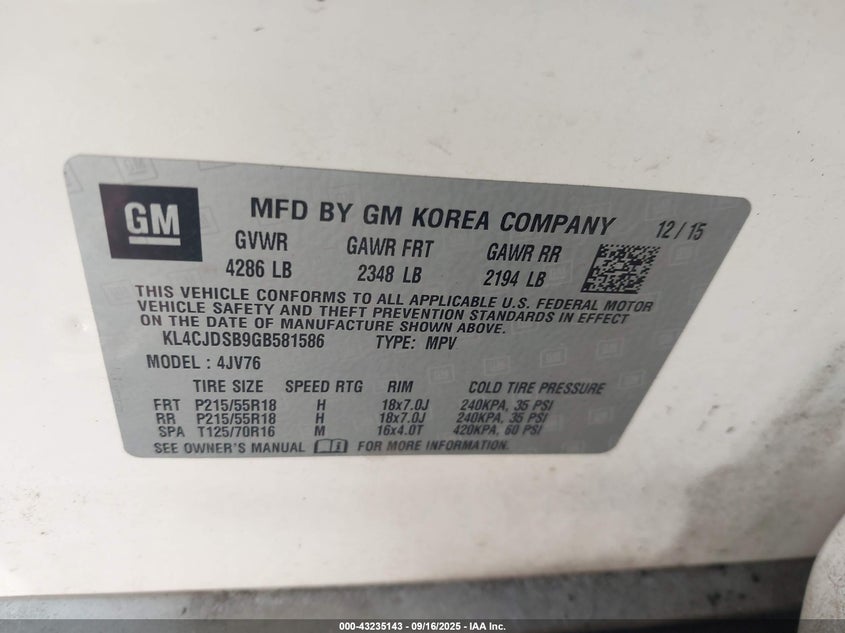 GM
MFD BY GM KOREA COMPANY 12/15
GVWR GAWR FRT GAWR RR
4286 LB 2348 LB 2194 LB
THIS VEHICLE CONFORMS TO ALL APPLICABLE U.S. FEDERAL MOTOR
VEHICLE SAFETY AND THEFT PREVENTION STANDARDS IN EFFECT
ON THE DATE OF MANUFACTURE SHOWN ABOVE.
KL4CJDSB9GB581586 TYPE: MPV
MODEL : 4JV76
TIRE SIZE SPEED RTG RIM COLD TIRE PRESSURE
FRT P215/55R18 H 18x7.0J 240KPA, 35 PSI
RR P215/55R18 H 18x7.0J 240KPA, 35 PSI
SPA T125/70R16 M 16x4.0T 420KPA, 60 PSI
SEE OWNER'S MANUAL FOR MORE INFORMATION.
000-43235143 - 09/16/2025 - IAA Inc.